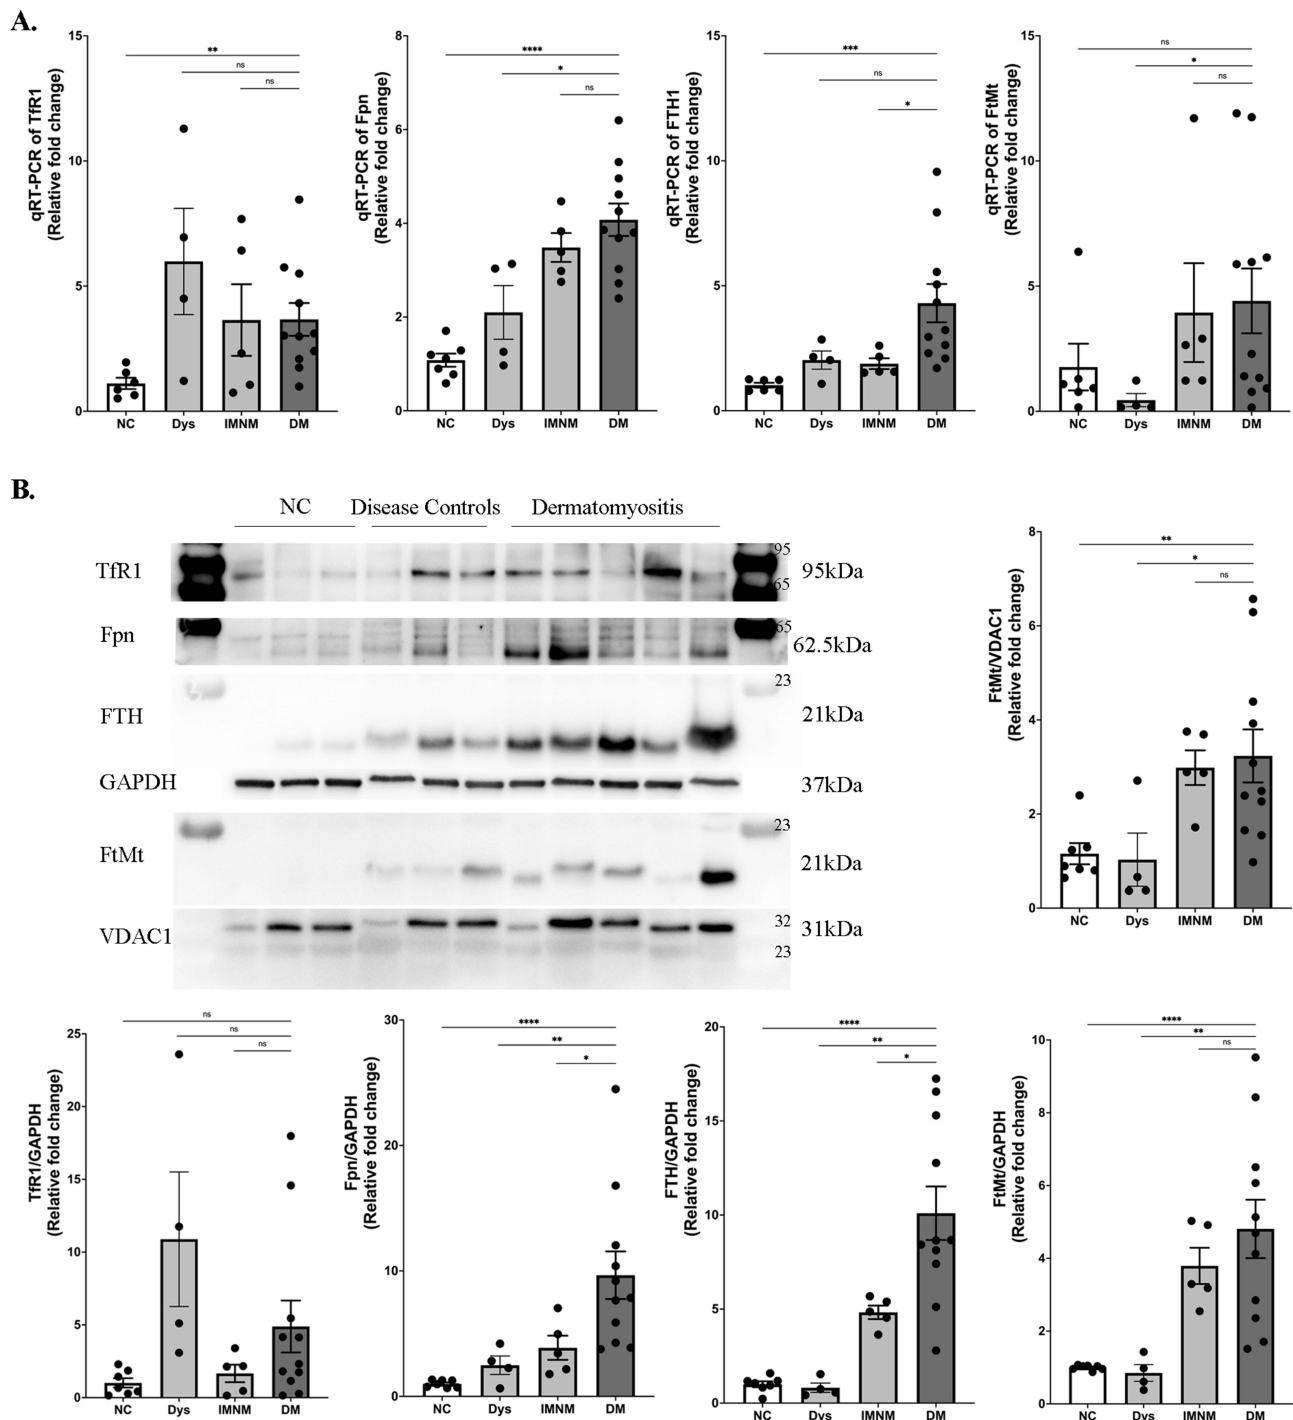 A.
qRT-PCR of TfR1
(Relative fold change)
15
10
5
0
**
ns
ns
NC Dys IMNM DM
qRT-PCR of Fpn
(Relative fold change)
8
6
4
2
0
****
*
ns
NC Dys IMNM DM
qRT-PCR of FTH1
(Relative fold change)
15
10
5
0
***
ns
*
NC Dys IMNM DM
qRT-PCR of FtMt
(Relative fold change)
15
10
5
0
ns
*
ns
NC Dys IMNM DM
B.
NC Disease Controls Dermatomyositis
TfR1 95 65 95kDa
Fpn 65 62.5kDa
FTH 23 21kDa
GAPDH 37kDa
FtMt 23 21kDa
VDAC1 32 23 31kDa
FtMt/VDAC1
(Relative fold change)
8
6
4
2
0
**
*
ns
NC Dys IMNM DM
TfR1/GAPDH
(Relative fold change)
25
20
15
10
5
0
ns
ns
ns
NC Dys IMNM DM
Fpn/GAPDH
(Relative fold change)
30
20
10
0
****
**
*
NC Dys IMNM DM
FTH/GAPDH
(Relative fold change)
20
15
10
5
0
****
**
*
NC Dys IMNM DM
FtMt/GAPDH
(Relative fold change)
10
8
6
4
2
0
****
**
ns
NC Dys IMNM DM